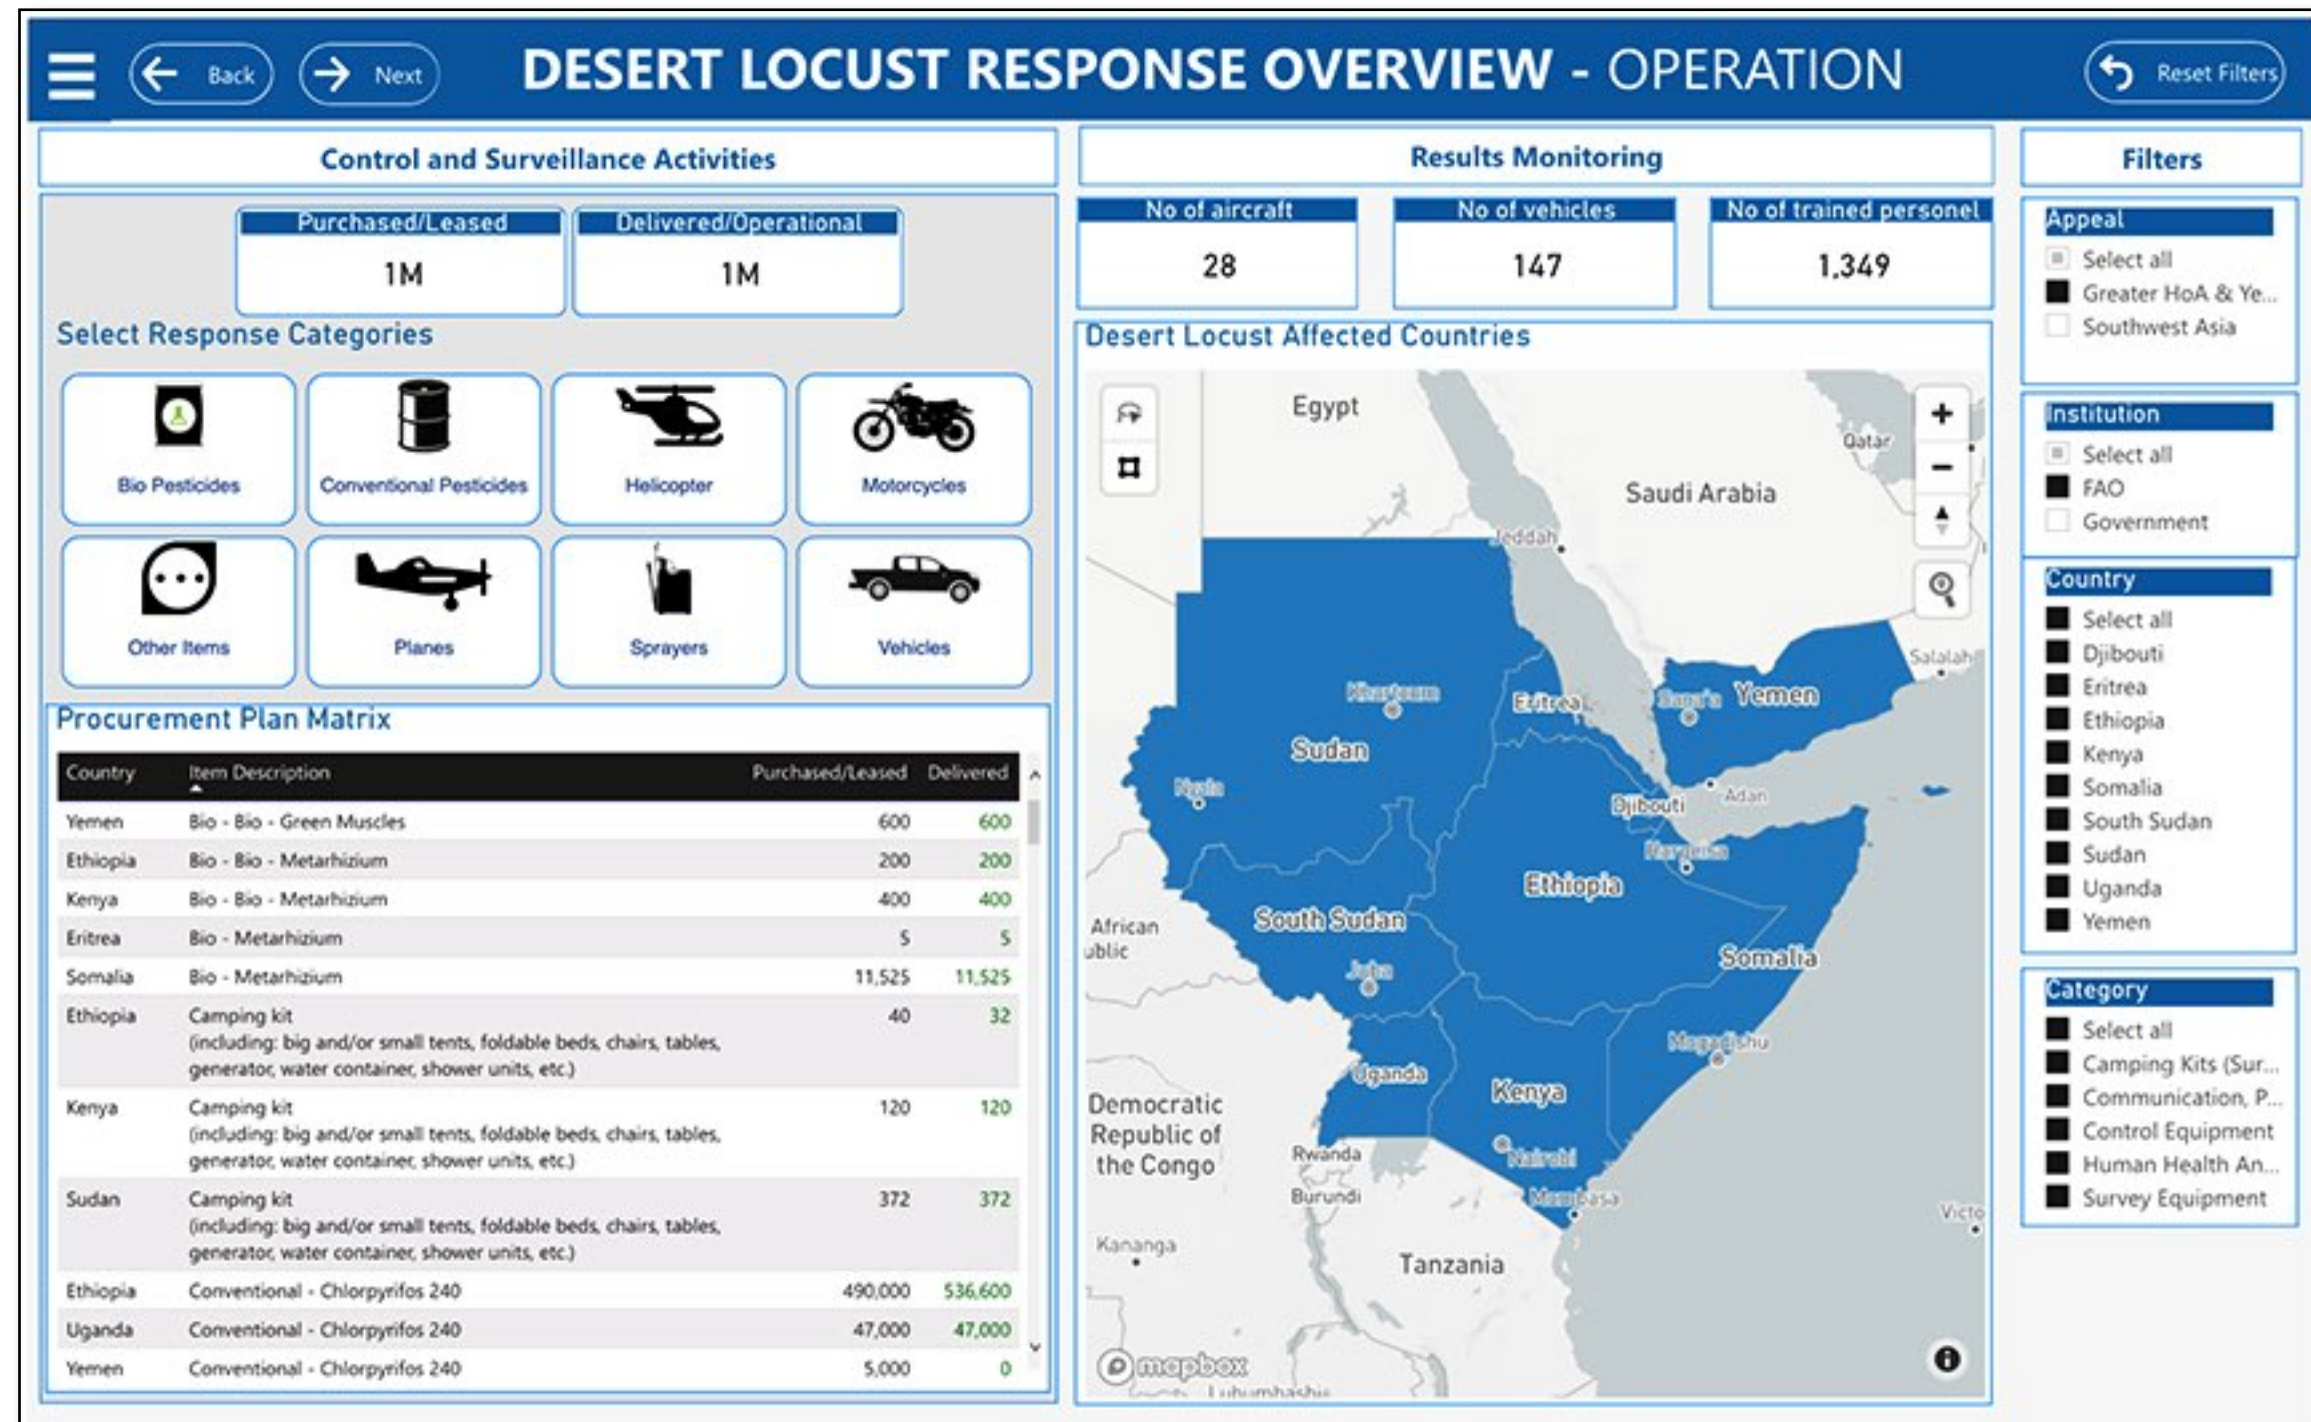 Back
Next
DESERT LOCUST RESPONSE OVERVIEW - OPERATION
Reset Filters
Control and Surveillance Activities
Purchased/Leased
1M
Delivered/Operational
1M
Select Response Categories
Bio Pesticides
Conventional Pesticides
Helicopter
Motorcycles
Other Items
Planes
Sprayers
Vehicles
Procurement Plan Matrix
Country Item Description Purchased/Leased Delivered
Yemen Bio - Bio - Green Muscles 600 600
Ethiopia Bio - Bio - Metarhizium 200 200
Kenya Bio - Bio - Metarhizium 400 400
Eritrea Bio - Metarhizium 5 5
Somalia Bio - Metarhizium 11,525 11,525
Ethiopia Camping kit 40 32
(including: big and/or small tents, foldable beds, chairs, tables,
generator, water container, shower units, etc.)
Kenya Camping kit 120 120
(including: big and/or small tents, foldable beds, chairs, tables,
generator, water container, shower units, etc.)
Sudan Camping kit 372 372
(including: big and/or small tents, foldable beds, chairs, tables,
generator, water container, shower units, etc.)
Ethiopia Conventional - Chlorpyrifos 240 490,000 536,600
Uganda Conventional - Chlorpyrifos 240 47,000 47,000
Yemen Conventional - Chlorpyrifos 240 5,000 0
Results Monitoring
No of aircraft
28
No of vehicles
147
No of trained personel
1,349
Desert Locust Affected Countries
Egypt
Qatar
Saudi Arabia
Jeddah
Salalah
Khartoum
Eritrea
Sana'a
Yemen
Sudan
Nyala
Djibouti
Adan
Hargeisa
Ethiopia
South Sudan
African
ublic
Somalia
Juba
Mogadishu
Uganda
Kenya
Democratic
Republic of
the Congo
Rwanda
Nairobi
Burundi
Mombasa
Victo
Kananga
Tanzania
mapbox
Lubumbashi
Filters
Appeal
Select all
Greater HoA & Ye...
Southwest Asia
Institution
Select all
FAO
Government
Country
Select all
Djibouti
Eritrea
Ethiopia
Kenya
Somalia
South Sudan
Sudan
Uganda
Yemen
Category
Select all
Camping Kits (Sur...
Communication, P...
Control Equipment
Human Health An...
Survey Equipment